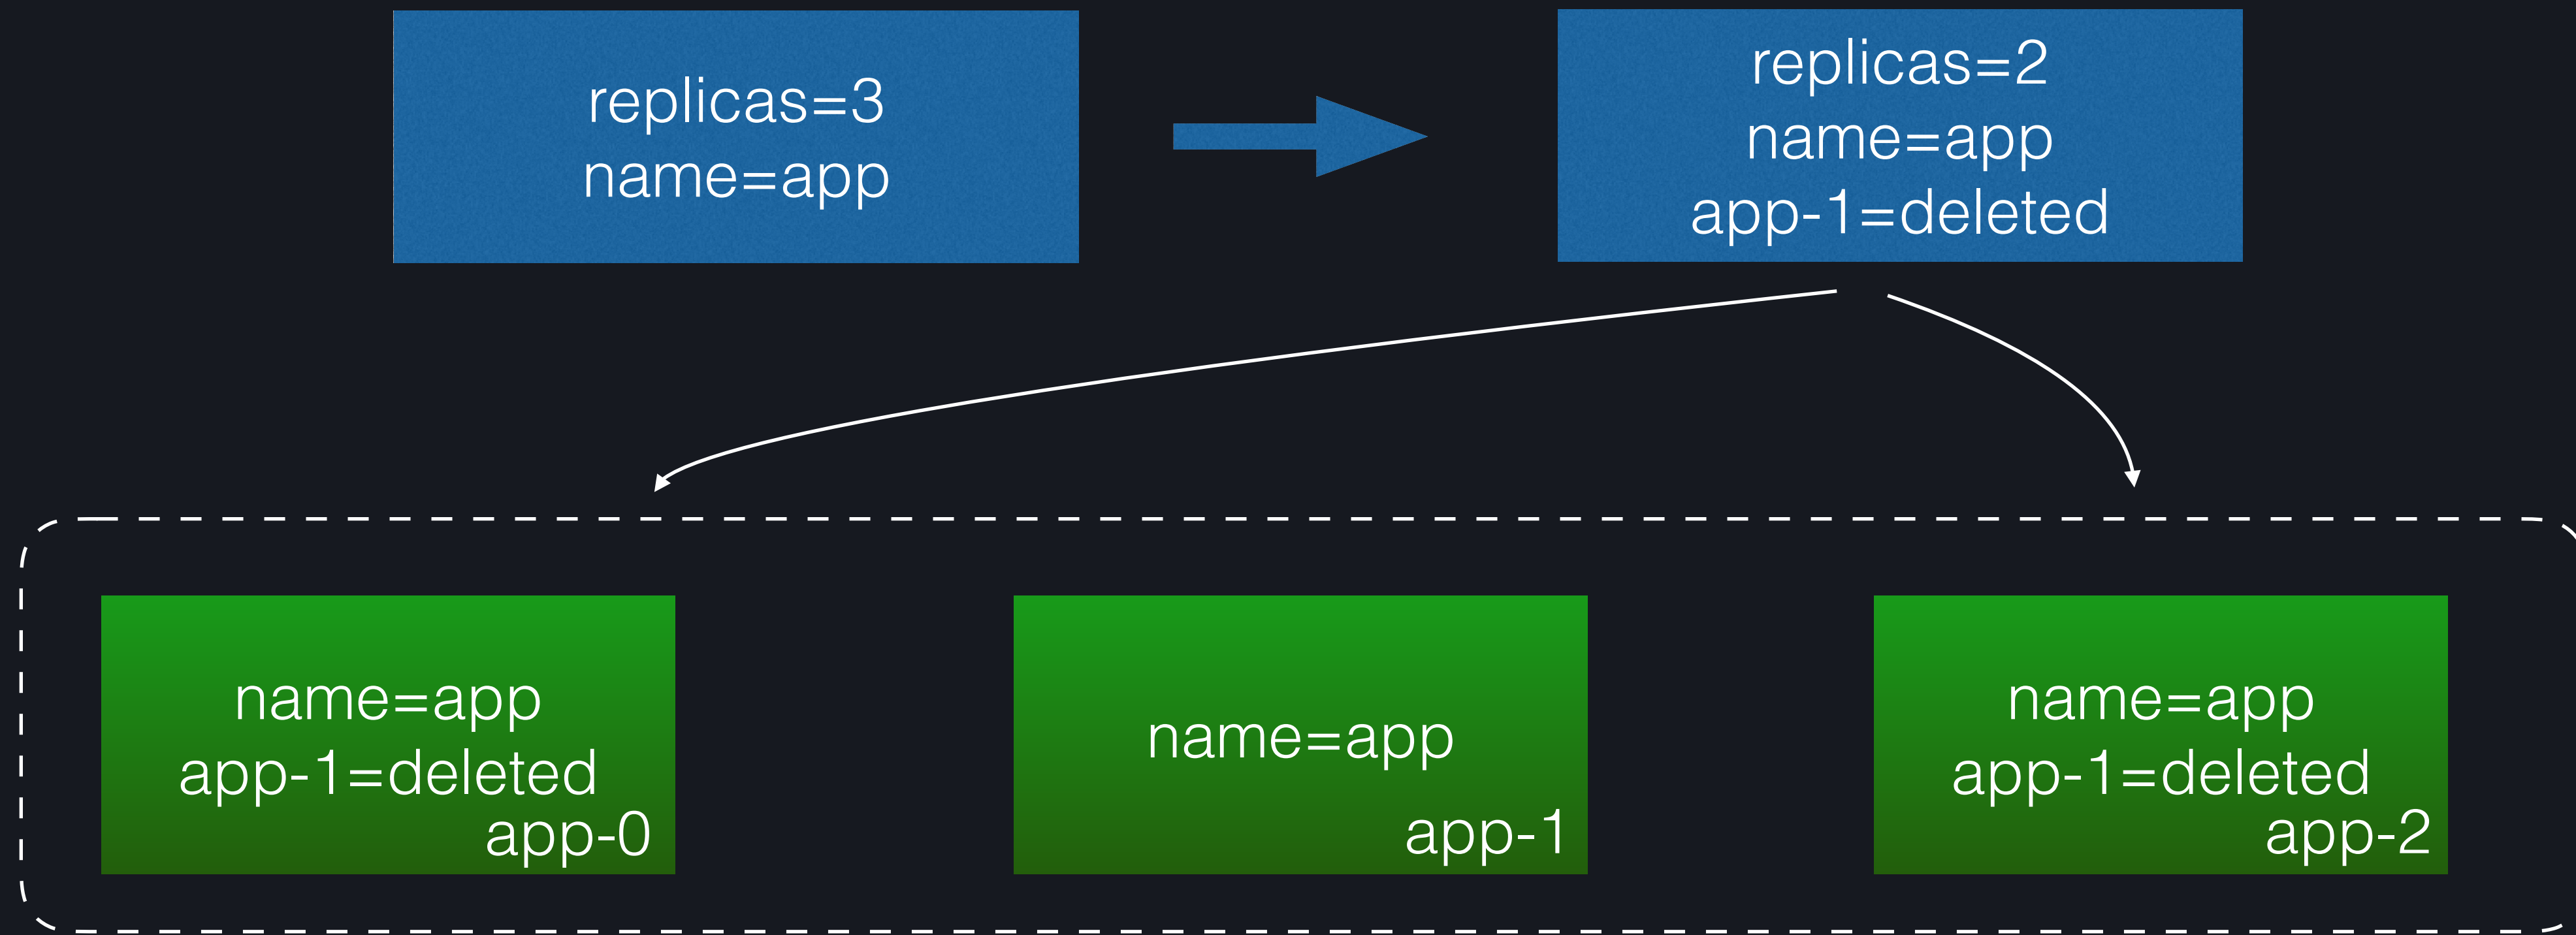 replicas=3
name=app
replicas=2
name=app
app-1=deleted
name=app
app-1=deleted
app-0
name=app
app-1
name=app
app-1=deleted
app-2